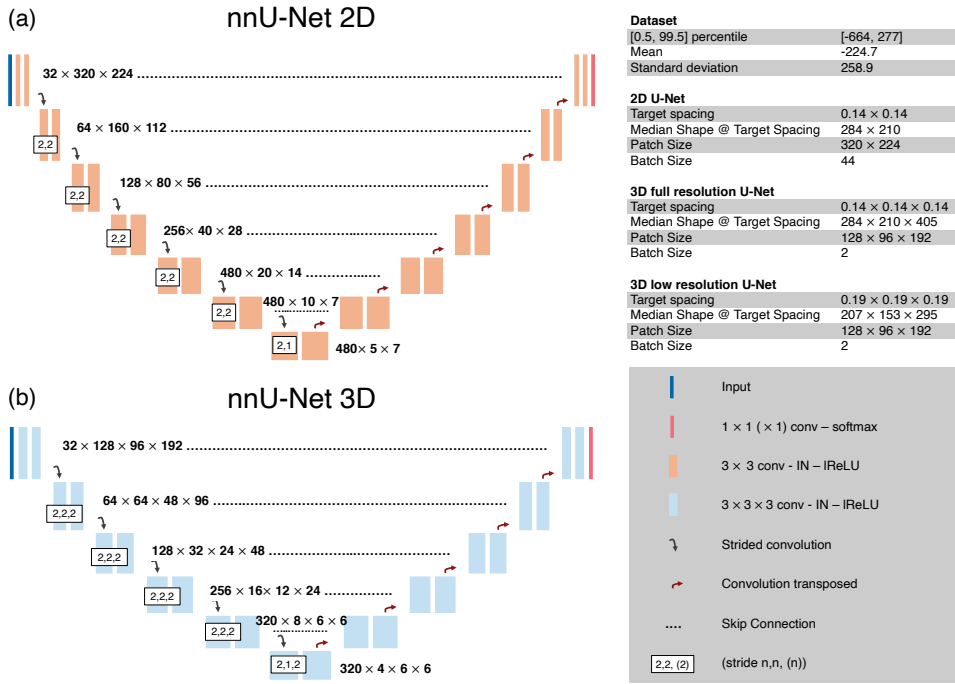 (a)
nnU-Net 2D
32 × 320 × 224
2,2
64 × 160 × 112
2,2
128 × 80 × 56
2,2
256× 40 × 28
2,2
480 × 20 × 14
2,2
480 × 10 × 7
2,1
480× 5 × 7
(b)
nnU-Net 3D
32 × 128 × 96 × 192
2,2,2
64 × 64 × 48 × 96
2,2,2
128 × 32 × 24 × 48
2,2,2
256 × 16× 12 × 24
2,2,2
320 × 8 × 6 × 6
2,1,2
320 × 4 × 6 × 6
Dataset
[0.5, 99.5] percentile [-664, 277]
Mean -224.7
Standard deviation 258.9
2D U-Net
Target spacing 0.14 × 0.14
Median Shape @ Target Spacing 284 × 210
Patch Size 320 × 224
Batch Size 44
3D full resolution U-Net
Target spacing 0.14 × 0.14 × 0.14
Median Shape @ Target Spacing 284 × 210 × 405
Patch Size 128 × 96 × 192
Batch Size 2
3D low resolution U-Net
Target spacing 0.19 × 0.19 × 0.19
Median Shape @ Target Spacing 207 × 153 × 295
Patch Size 128 × 96 × 192
Batch Size 2
Input
1 × 1 ( × 1) conv – softmax
3 × 3 conv - IN – lReLU
3 × 3 × 3 conv - IN – lReLU
Strided convolution
Convolution transposed
Skip Connection
2,2, (2) (stride n,n, (n))